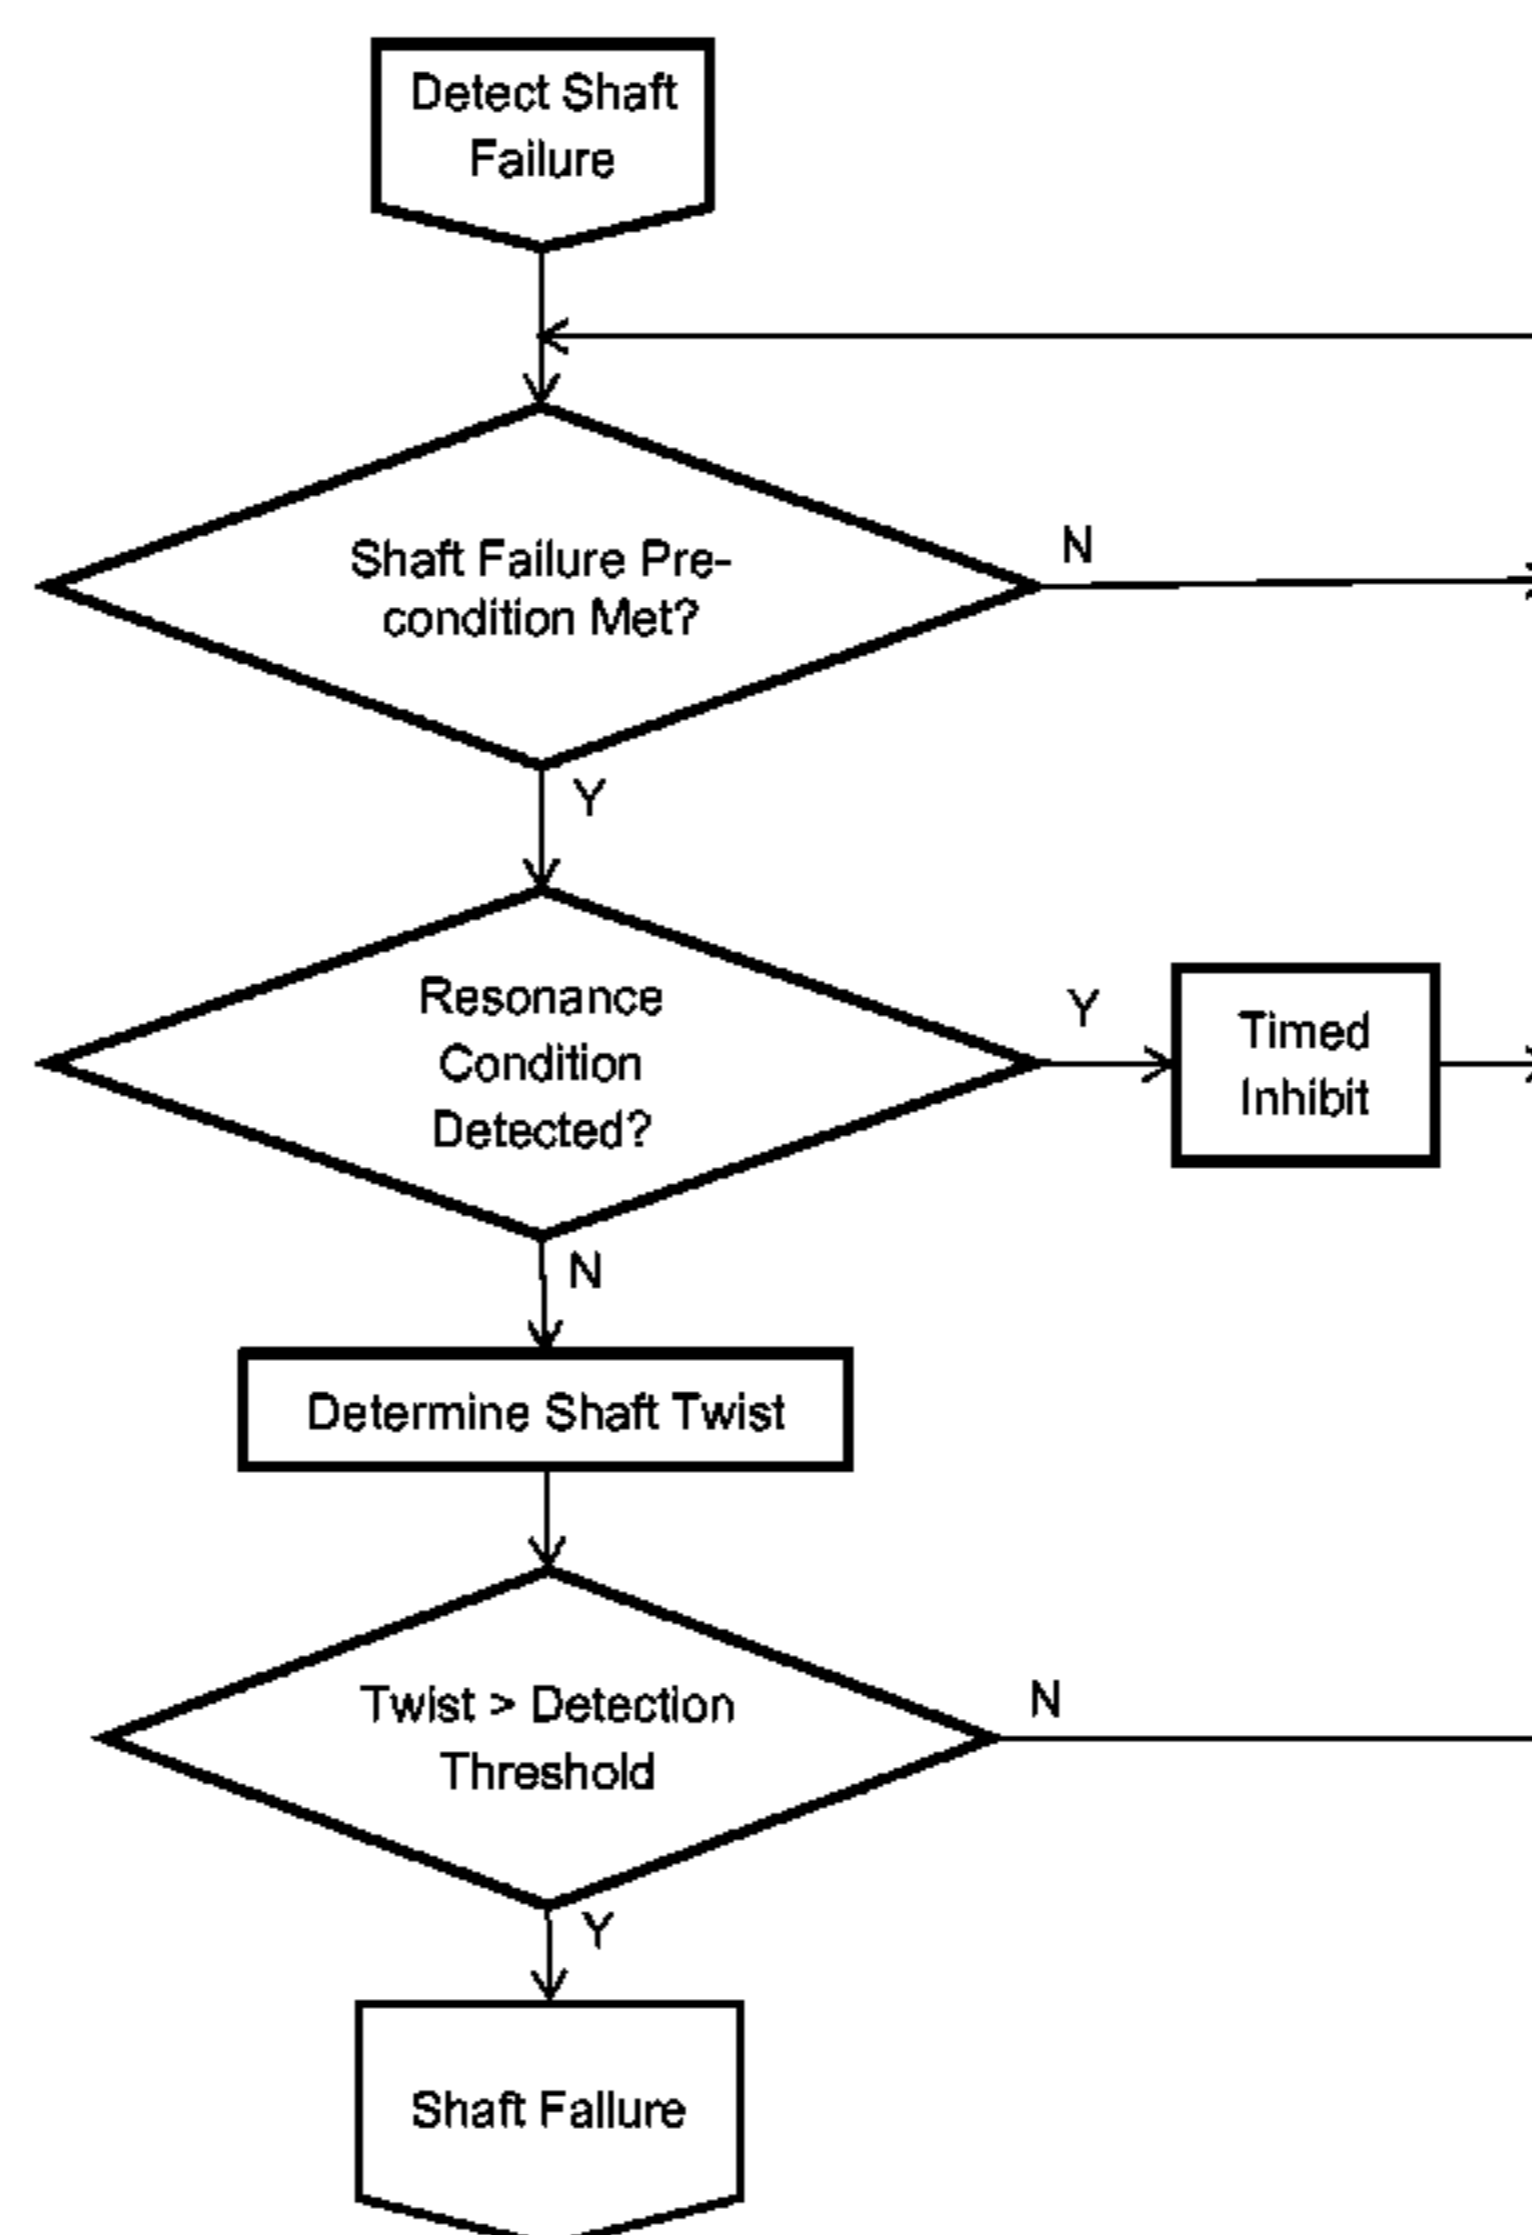 Detect Shaft
Failure
Shaft Failure Pre-
condition Met?
N
Y
Resonance
Condition
Detected?
Y
Timed
Inhibit
N
Determine Shaft Twist
Twist > Detection
Threshold
N
Y
Shaft Failure